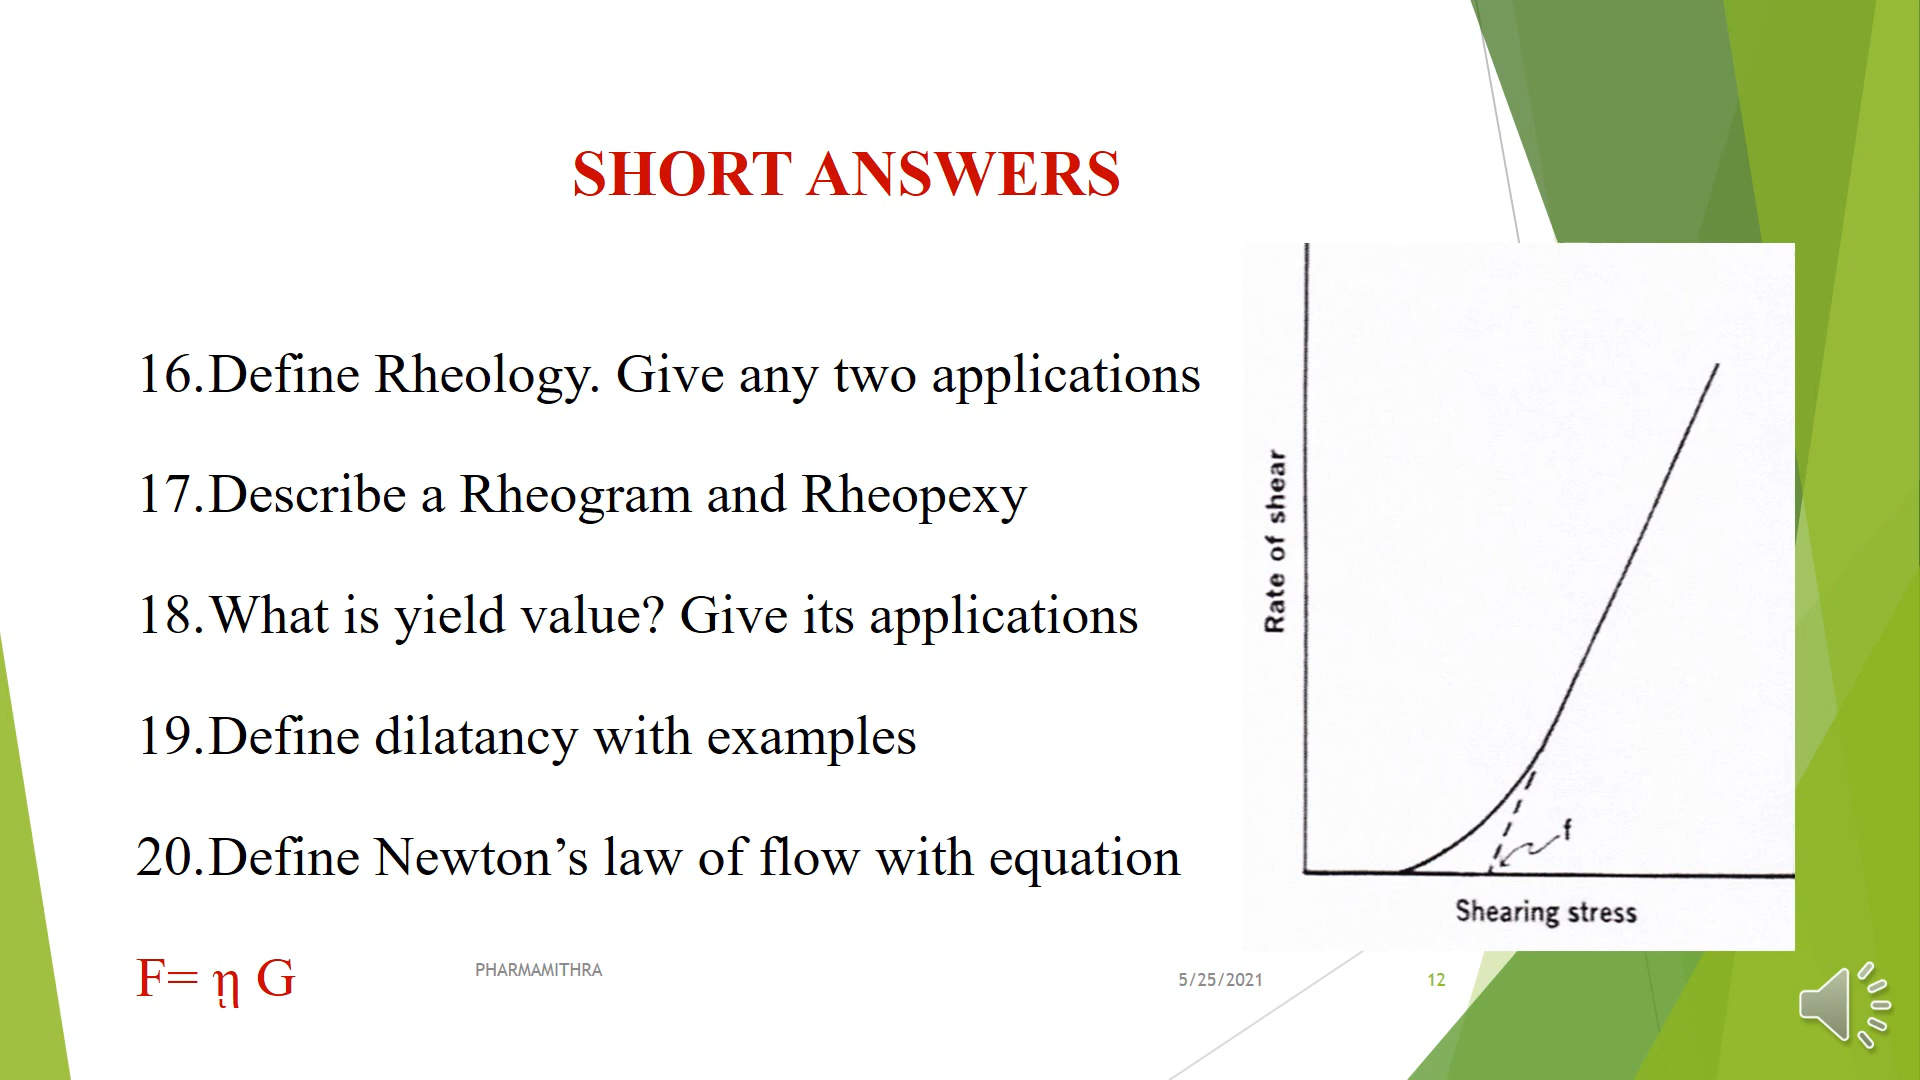 SHORT ANSWERS
16.Define Rheology. Give any two applications
17.Describe a Rheogram and Rheopexy
18.What is yield value? Give its applications
19.Define dilatancy with examples
20.Define Newton’s law of flow with equation
F= ῃ G
Rate of shear
f
Shearing stress
PHARMAMITHRA
5/25/2021
12